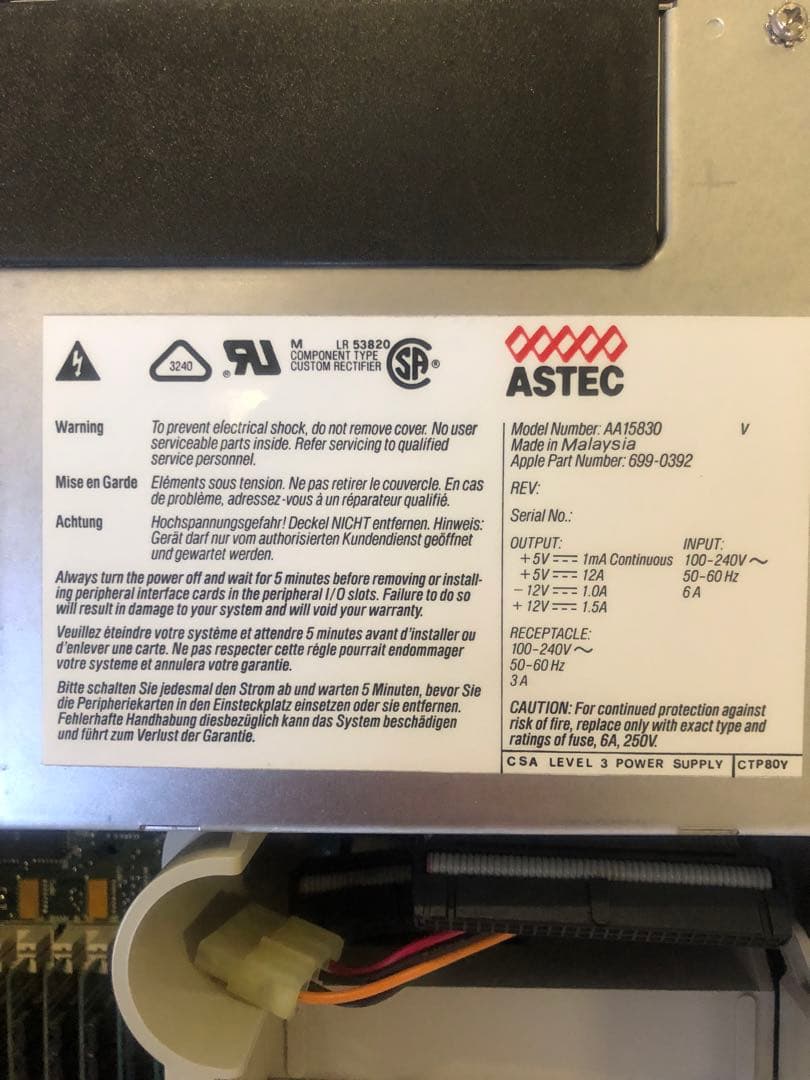 3240
RU ®
M LR 53820
COMPONENT TYPE
CUSTOM RECTIFIER
SA ®
ASTEC
Warning To prevent electrical shock, do not remove cover. No user
serviceable parts inside. Refer servicing to qualified
service personnel.
Mise en Garde Eléments sous tension. Ne pas retirer le couvercle. En cas
de problème, adressez-vous à un réparateur qualifié.
Achtung Hochspannungsgefahr! Deckel NICHT entfernen. Hinweis:
Gerät darf nur vom authorisierten Kundendienst geöffnet
und gewartet werden.
Always turn the power off and wait for 5 minutes before removing or install-
ing peripheral interface cards in the peripheral I/O slots. Failure to do so
will result in damage to your system and will void your warranty.
Veuillez éteindre votre système et attendre 5 minutes avant d'installer ou
d'enlever une carte. Ne pas respecter cette régle pourrait endommager
votre systeme et annulera votre garantie.
Bitte schalten Sie jedesmal den Strom ab und warten 5 Minuten, bevor Sie
die Peripheriekarten in den Einsteckplatz einsetzen oder sie entfernen.
Fehlerhafte Handhabung diesbezüglich kann das System beschädigen
und führt zum Verlust der Garantie.
Model Number: AA15830 V
Made in Malaysia
Apple Part Number: 699-0392
REV:
Serial No.:
OUTPUT: INPUT:
+5V ⎓ 1mA Continuous 100-240V ~
+5V ⎓ 12A 50-60 Hz
-12V ⎓ 1.0A 6 A
+12V ⎓ 1.5A
RECEPTACLE:
100-240V ~
50-60 Hz
3 A
CAUTION: For continued protection against
risk of fire, replace only with exact type and
ratings of fuse, 6A, 250V.
CSA LEVEL 3 POWER SUPPLY CTP80Y